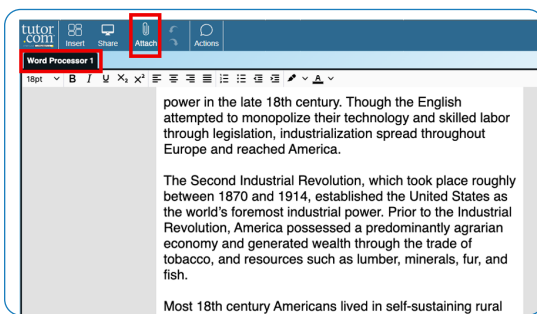 tutor
.com
Insert Share Attach Actions
Word Processor 1
18pt B I U X₂ X² A
power in the late 18th century. Though the English
attempted to monopolize their technology and skilled labor
through legislation, industrialization spread throughout
Europe and reached America.
The Second Industrial Revolution, which took place roughly
between 1870 and 1914, established the United States as
the world's foremost industrial power. Prior to the Industrial
Revolution, America possessed a predominantly agrarian
economy and generated wealth through the trade of
tobacco, and resources such as lumber, minerals, fur, and
fish.
Most 18th century Americans lived in self-sustaining rural